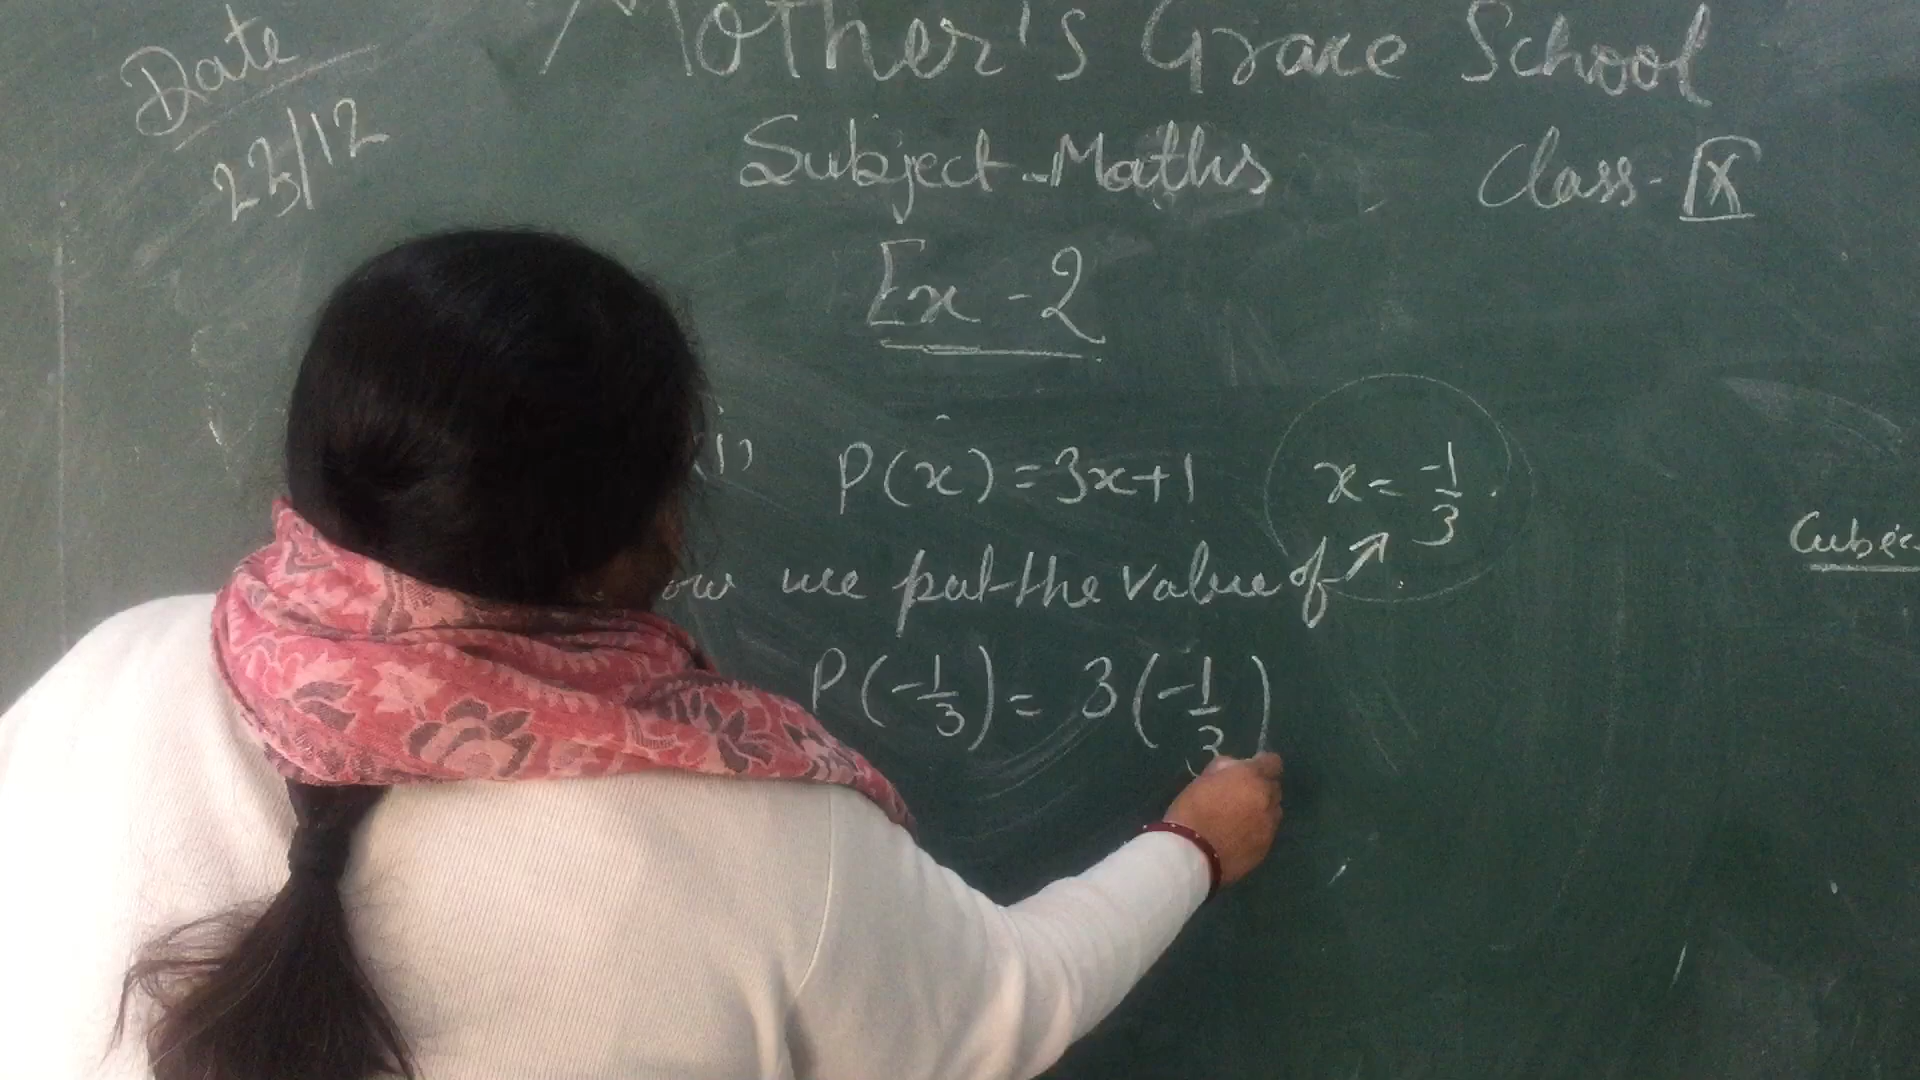 Date
23/12
Mother's Grace School
Subject - Maths
Class - IX
Ex - 2
(i) P(x) = 3x+1 x = -1/3
we put the value of
P(-1/3) = 3(-1/3)